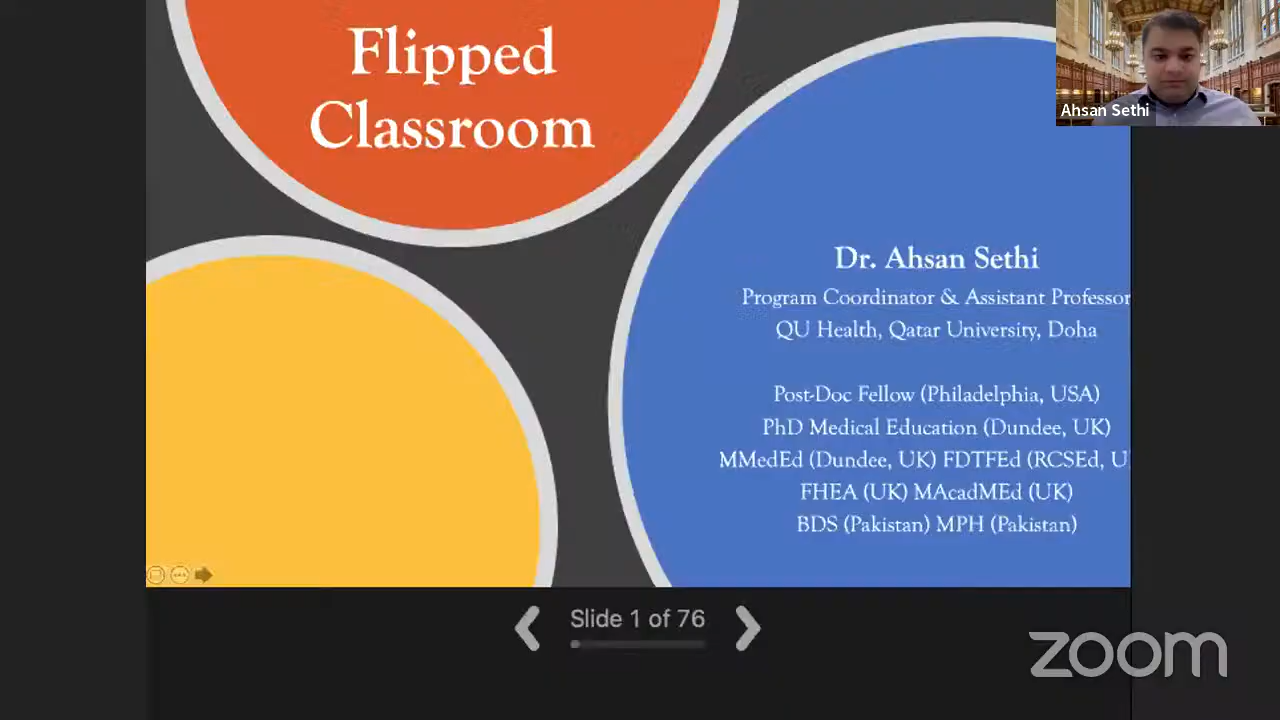 Flipped
Classroom
Ahsan Sethi
Dr. Ahsan Sethi
Program Coordinator & Assistant Professor
QU Health, Qatar University, Doha
Post-Doc Fellow (Philadelphia, USA)
PhD Medical Education (Dundee, UK)
MMedEd (Dundee, UK) FDTFEd (RCSEd, U
FHEA (UK) MAcadMEd (UK)
BDS (Pakistan) MPH (Pakistan)
Slide 1 of 76
zoom